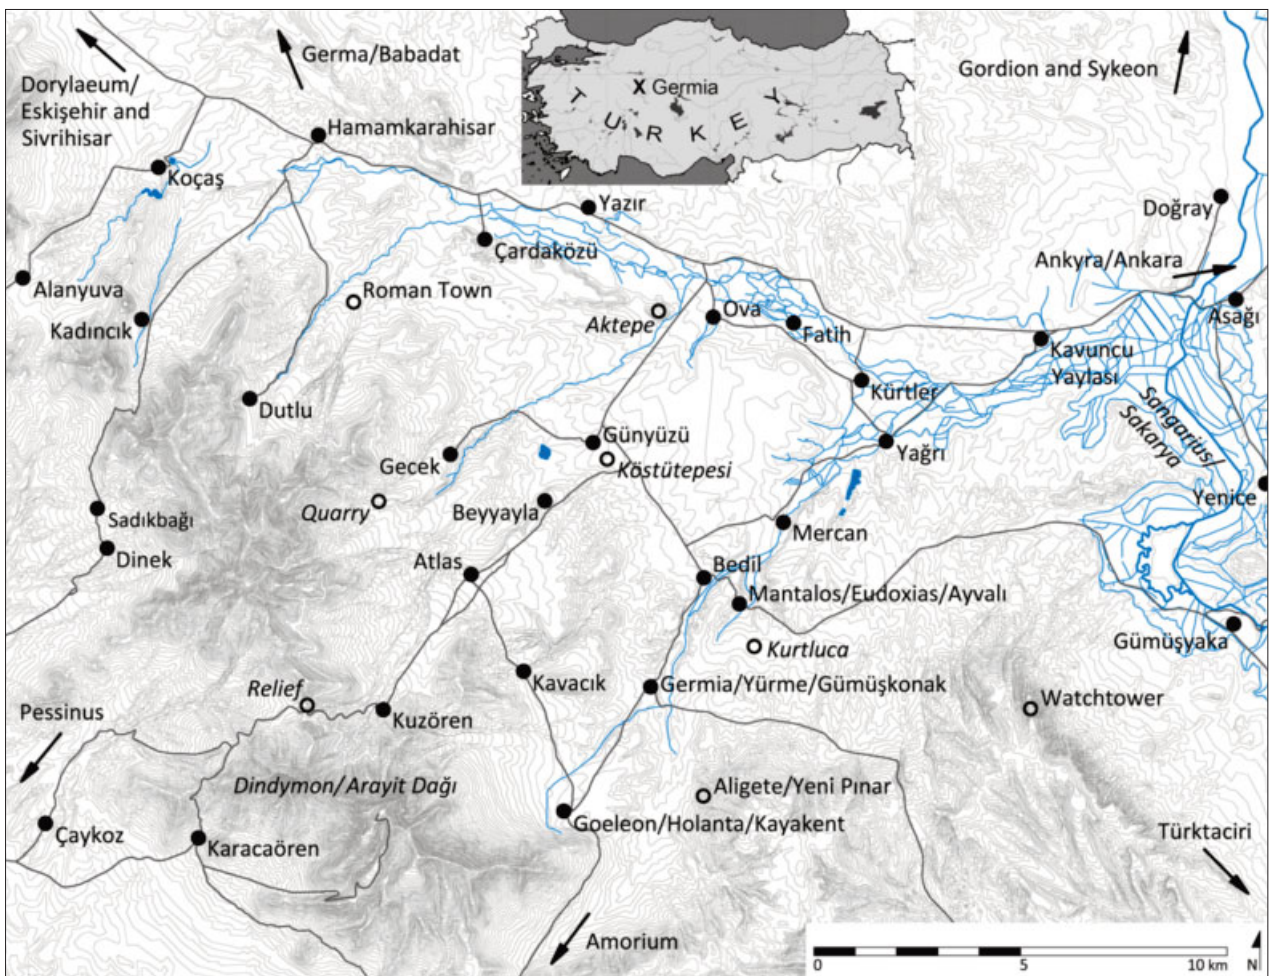 Germa/Babadat
Gordion and Sykeon
Dorylaeum/
Eskişehir and
Sivrihisar
X Germia
TURKEY
Hamamkarahisar
Koçaş
Yazır
Doğray
Çardaközü
Ankyra/Ankara
Alanyuva
Roman Town
Kadıncık
Aktepe
Ova
Fatih
Asağı
Kavuncu
Yaylası
Dutlu
Kürtler
Sangarius/
Sakarya
Günyüzü
Gecek
Köstütepesi
Yağrı
Yenice
Quarry
Beyyayla
Sadıkbağı
Mercan
Dinek
Atlas
Bedil
Mantalos/Eudoxias/Ayvalı
Gümüşyaka
Kurtluca
Relief
Kavacık
Germia/Yürme/Gümüşkonak
Watchtower
Pessinus
Kuzören
Dindymon/Arayit Dağı
Aligete/Yeni Pınar
Çaykoz
Karacaören
Goeleon/Holanta/Kayakent
Türktaciri
Amorium
0 5 10 km
N